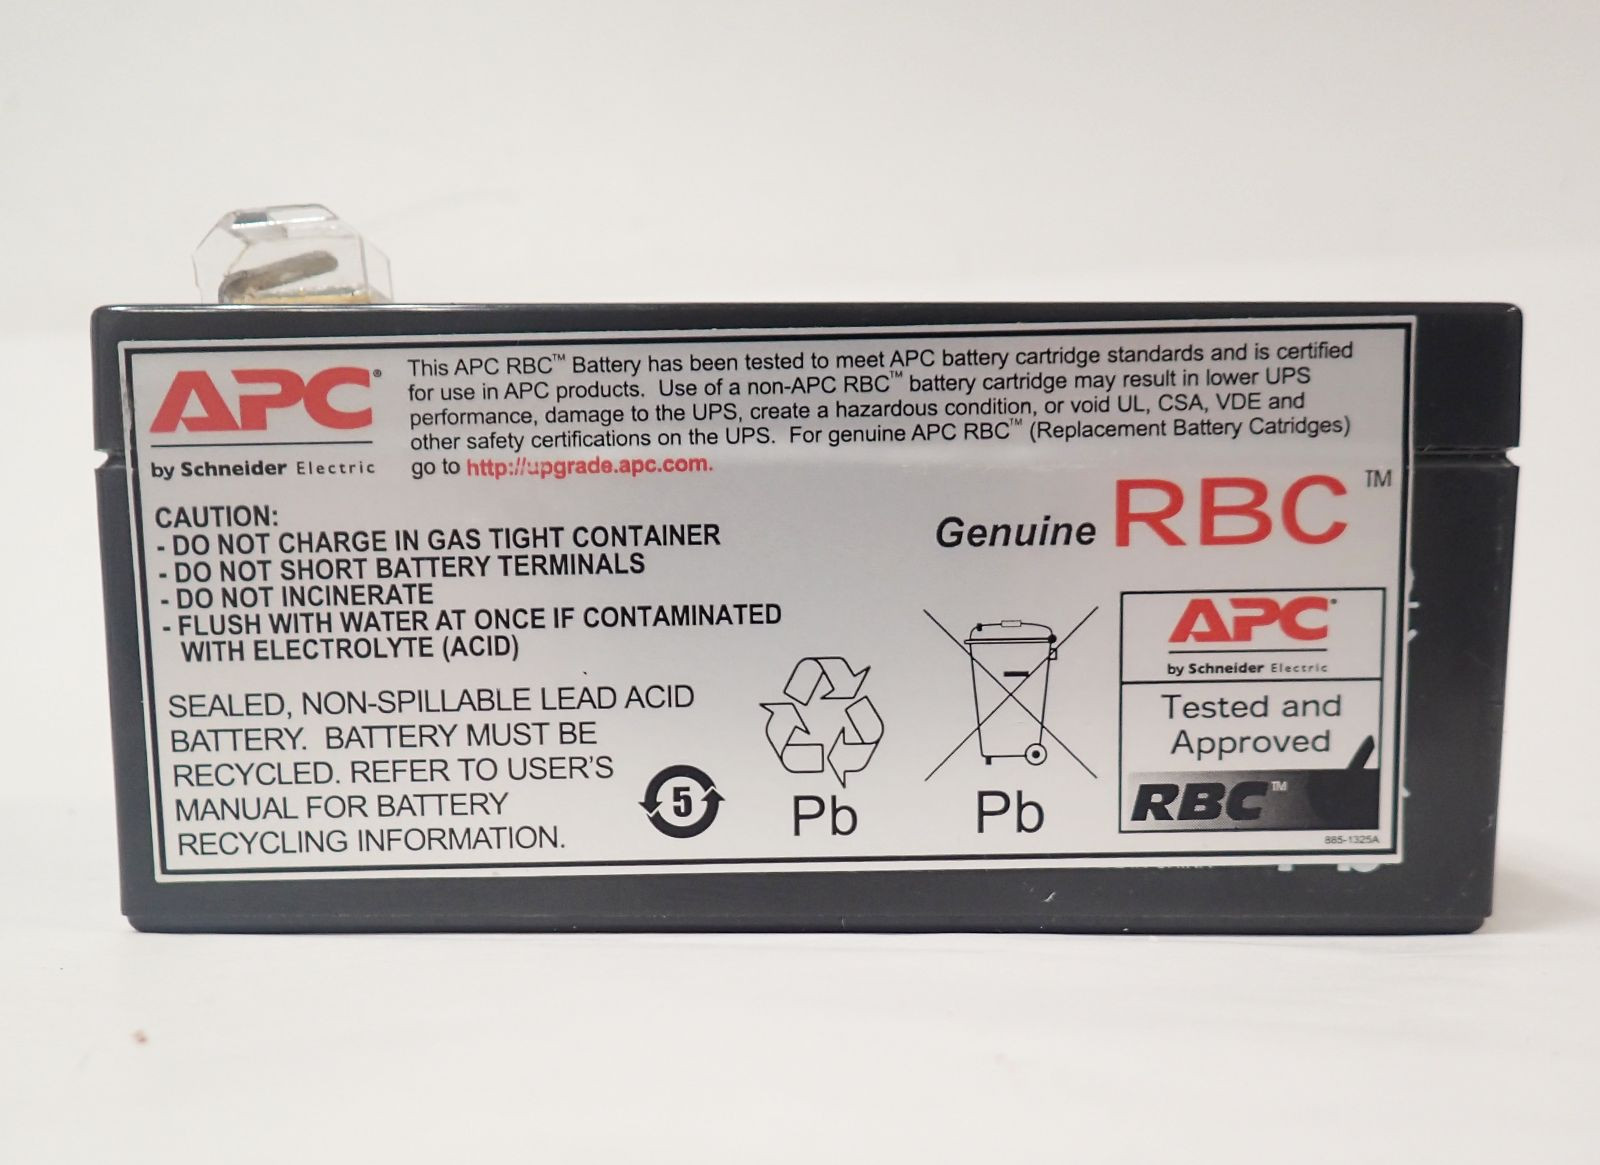 APC®
by Schneider Electric
This APC RBC™ Battery has been tested to meet APC battery cartridge standards and is certified
for use in APC products. Use of a non-APC RBC™ battery cartridge may result in lower UPS
performance, damage to the UPS, create a hazardous condition, or void UL, CSA, VDE and
other safety certifications on the UPS. For genuine APC RBC™ (Replacement Battery Catridges)
go to http://upgrade.apc.com.
CAUTION:
- DO NOT CHARGE IN GAS TIGHT CONTAINER
- DO NOT SHORT BATTERY TERMINALS
- DO NOT INCINERATE
- FLUSH WITH WATER AT ONCE IF CONTAMINATED
WITH ELECTROLYTE (ACID)
SEALED, NON-SPILLABLE LEAD ACID
BATTERY. BATTERY MUST BE
RECYCLED. REFER TO USER'S
MANUAL FOR BATTERY
RECYCLING INFORMATION.
5
Pb
Pb
Genuine RBC™
APC®
by Schneider Electric
Tested and
Approved
RBC™
885-1325A